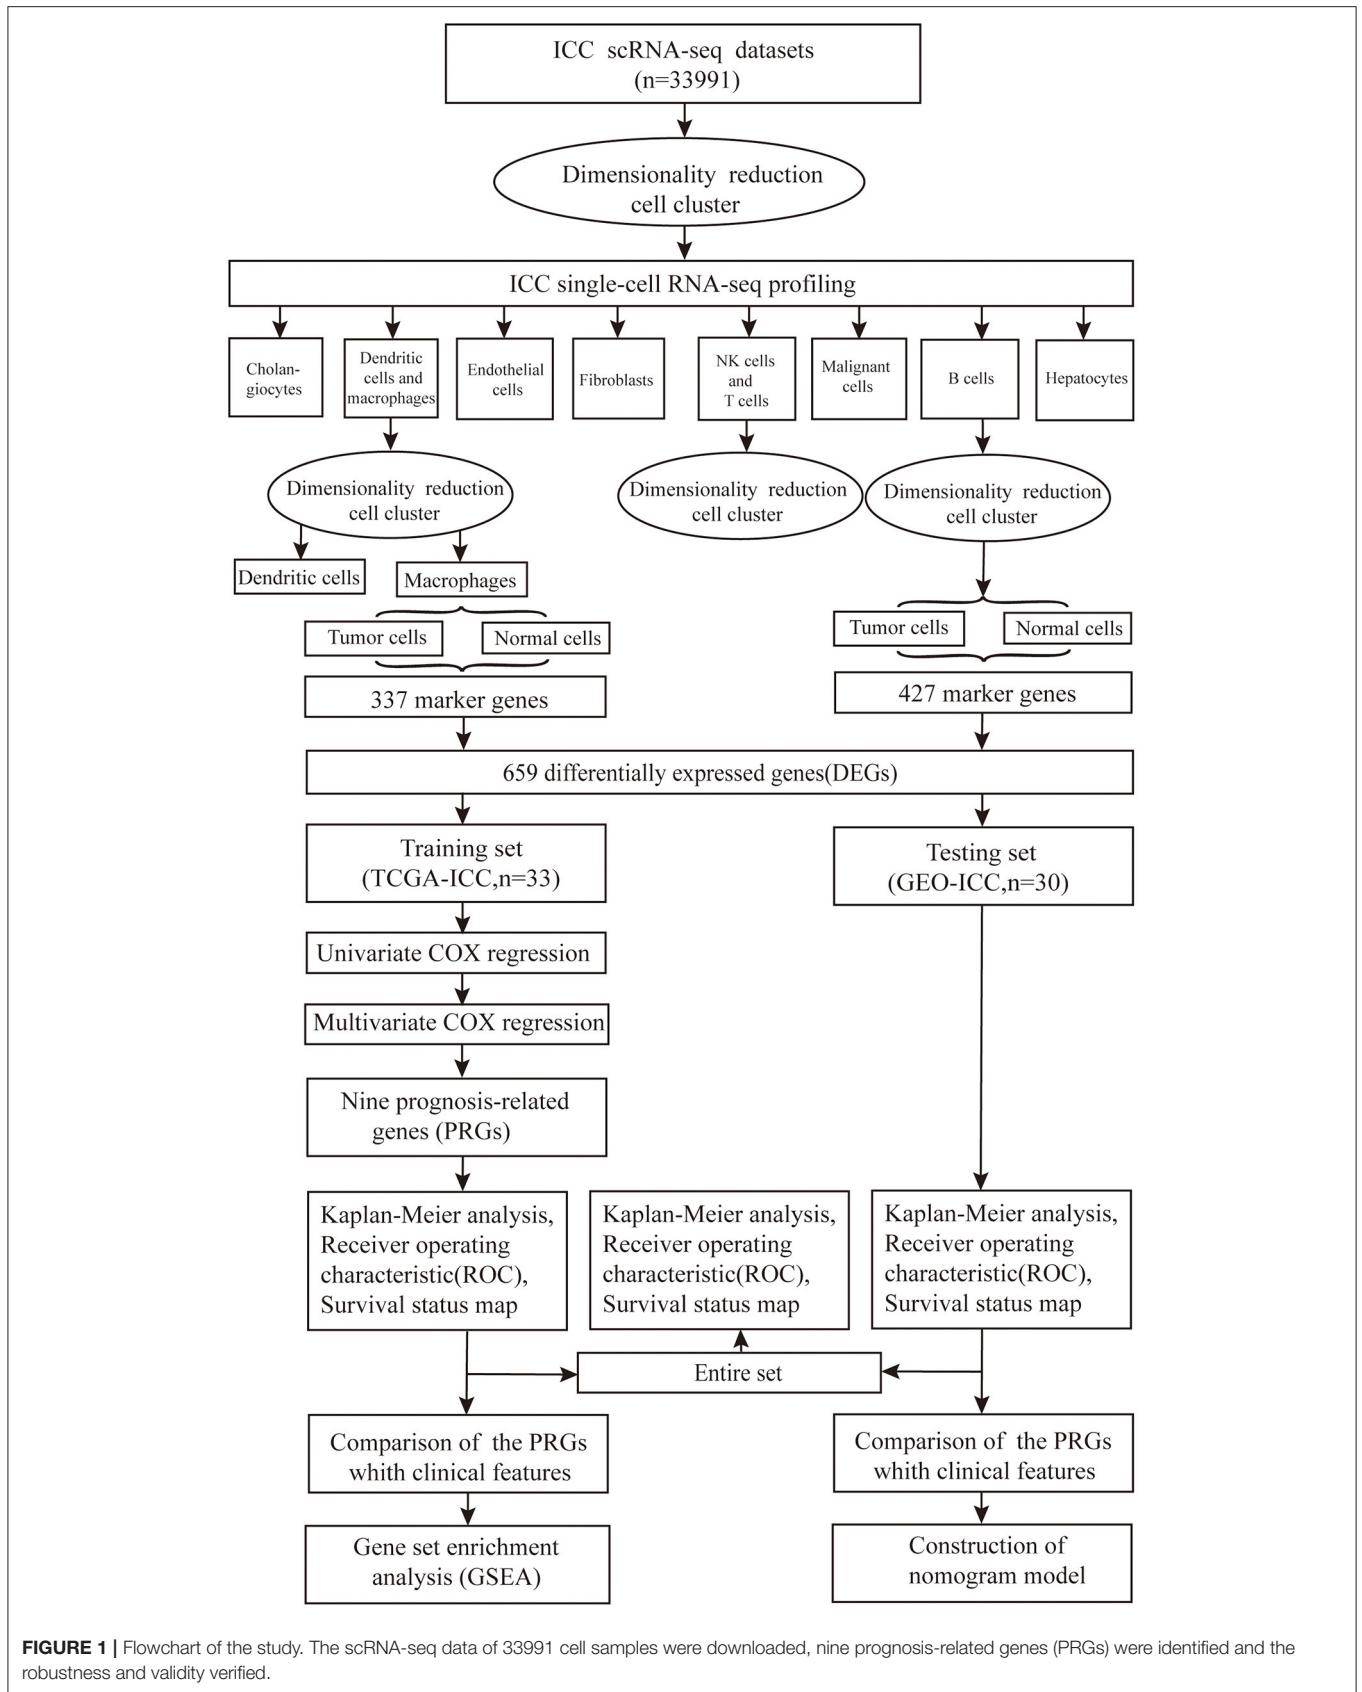 ICC scRNA-seq datasets
(n=33991)
Dimensionality reduction
cell cluster
ICC single-cell RNA-seq profiling
Cholan-
giocytes
Dendritic
cells and
macrophages
Endothelial
cells
Fibroblasts
NK cells
and
T cells
Malignant
cells
B cells
Hepatocytes
Dimensionality reduction
cell cluster
Dimensionality reduction
cell cluster
Dimensionality reduction
cell cluster
Dendritic cells
Macrophages
Tumor cells
Normal cells
Tumor cells
Normal cells
337 marker genes
427 marker genes
659 differentially expressed genes(DEGs)
Training set
(TCGA-ICC,n=33)
Testing set
(GEO-ICC,n=30)
Univariate COX regression
Multivariate COX regression
Nine prognosis-related
genes (PRGs)
Kaplan-Meier analysis,
Receiver operating
characteristic(ROC),
Survival status map
Kaplan-Meier analysis,
Receiver operating
characteristic(ROC),
Survival status map
Kaplan-Meier analysis,
Receiver operating
characteristic(ROC),
Survival status map
Entire set
Comparison of the PRGs
whith clinical features
Comparison of the PRGs
whith clinical features
Gene set enrichment
analysis (GSEA)
Construction of
nomogram model
FIGURE 1 | Flowchart of the study. The scRNA-seq data of 33991 cell samples were downloaded, nine prognosis-related genes (PRGs) were identified and the
robustness and validity verified.